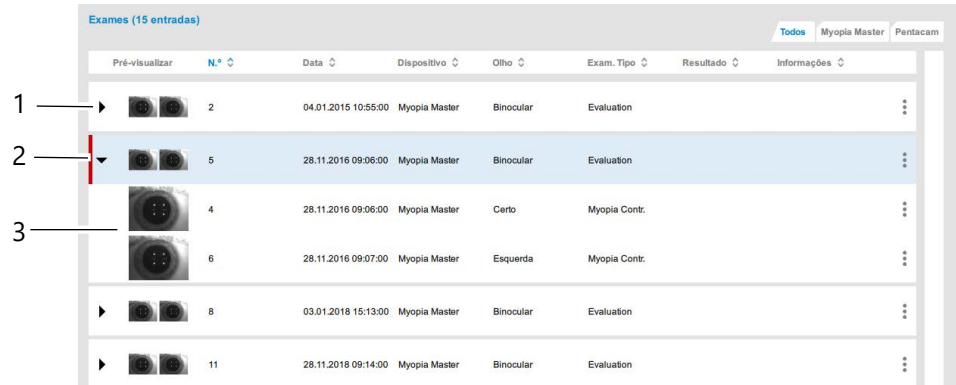 Exames (15 entradas)
Todos Myopia Master Pentacam
Pré-visualizar N.º Data Dispositivo Olho Exam. Tipo Resultado Informações
1 2 04.01.2015 10:55:00 Myopia Master Binocular Evaluation
2 5 28.11.2016 09:06:00 Myopia Master Binocular Evaluation
4 28.11.2016 09:06:00 Myopia Master Certo Myopia Contr.
3
6 28.11.2016 09:07:00 Myopia Master Esquerda Myopia Contr.
8 03.01.2018 15:13:00 Myopia Master Binocular Evaluation
11 28.11.2018 09:14:00 Myopia Master Binocular Evaluation